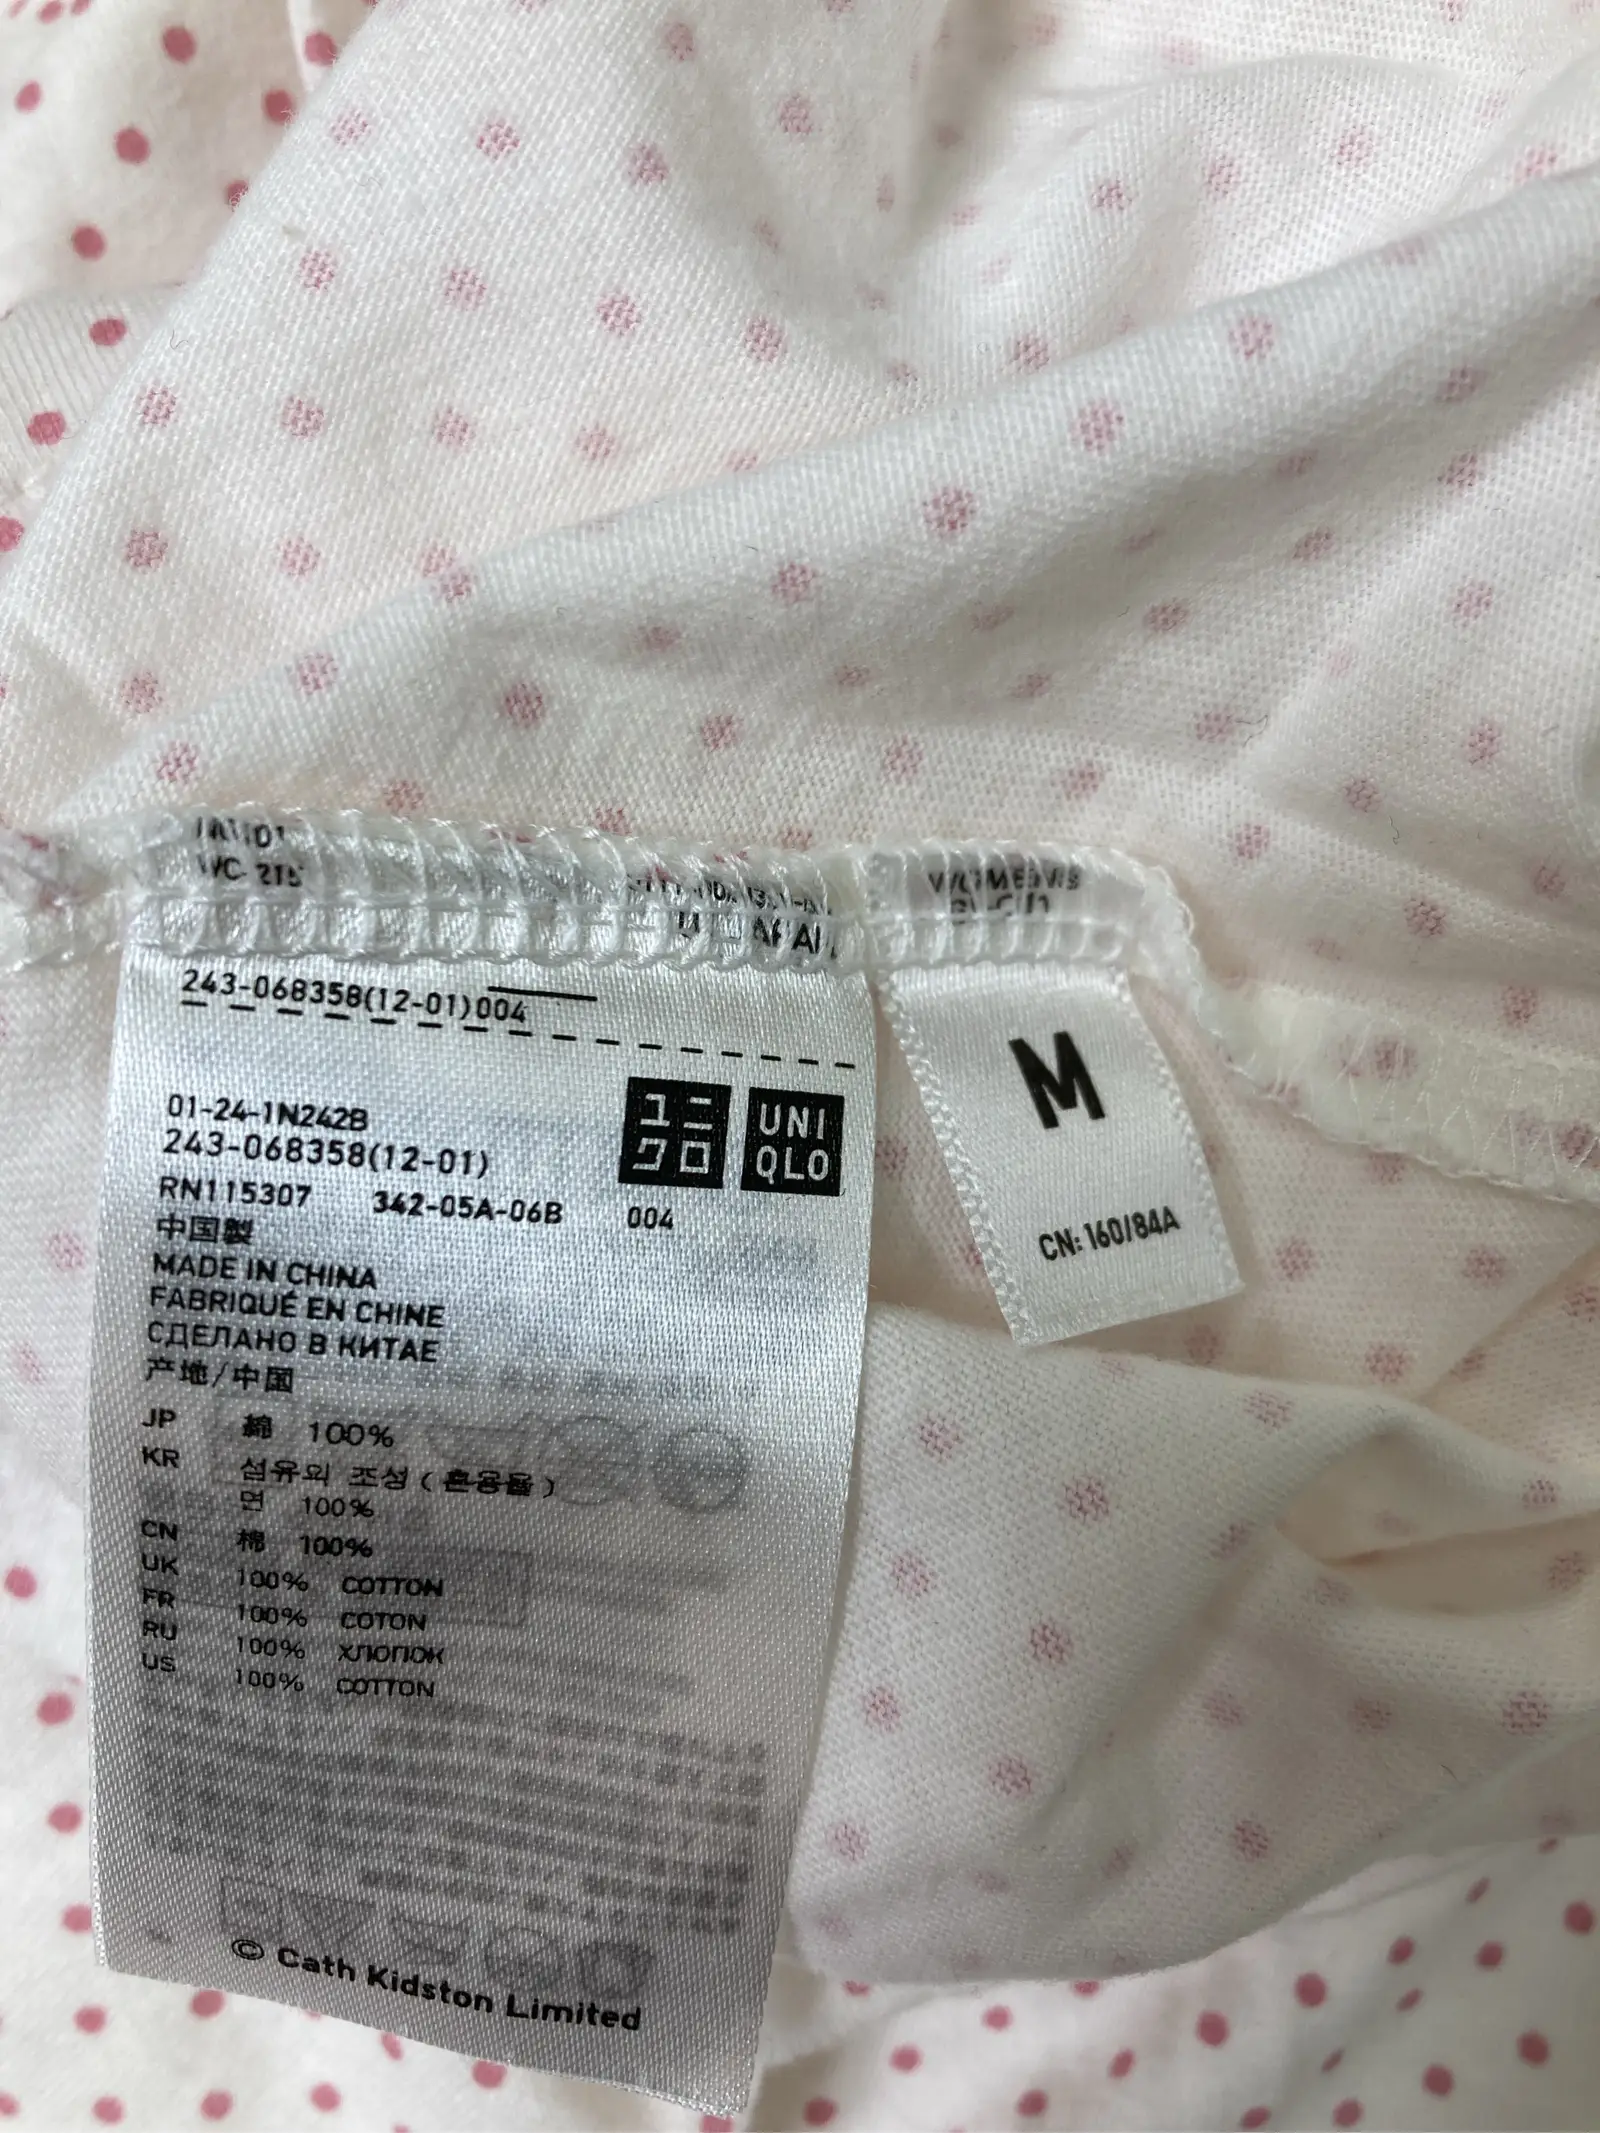 243-068358(12-01)004
01-24-1N242B
243-068358(12-01)
RN115307 342-05A-06B 004
ユニクロ
UNIQLO
中国製
MADE IN CHINA
FABRIQUÉ EN CHINE
СДЕЛАНО В КИТАЕ
产地/中国
JP 綿 100%
KR 섬유의 조성(혼용율)
면 100%
CN 棉 100%
UK 100% COTTON
FR 100% COTON
RU 100% ХЛОПОК
US 100% COTTON
© Cath Kidston Limited
WOMEN'S
M
CN: 160/84A